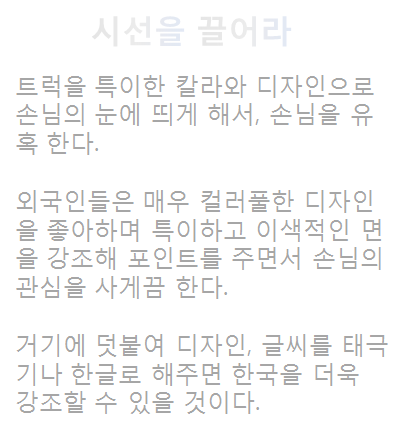 시선을 끌어라
트럭을 특이한 칼라와 디자인으로
손님의 눈에 띄게 해서, 손님을 유
혹 한다.
외국인들은 매우 컬러풀한 디자인
을 좋아하며 특이하고 이색적인 면
을 강조해 포인트를 주면서 손님의
관심을 사게끔 한다.
거기에 덧붙여 디자인, 글씨를 태극
기나 한글로 해주면 한국을 더욱
강조할 수 있을 것이다.